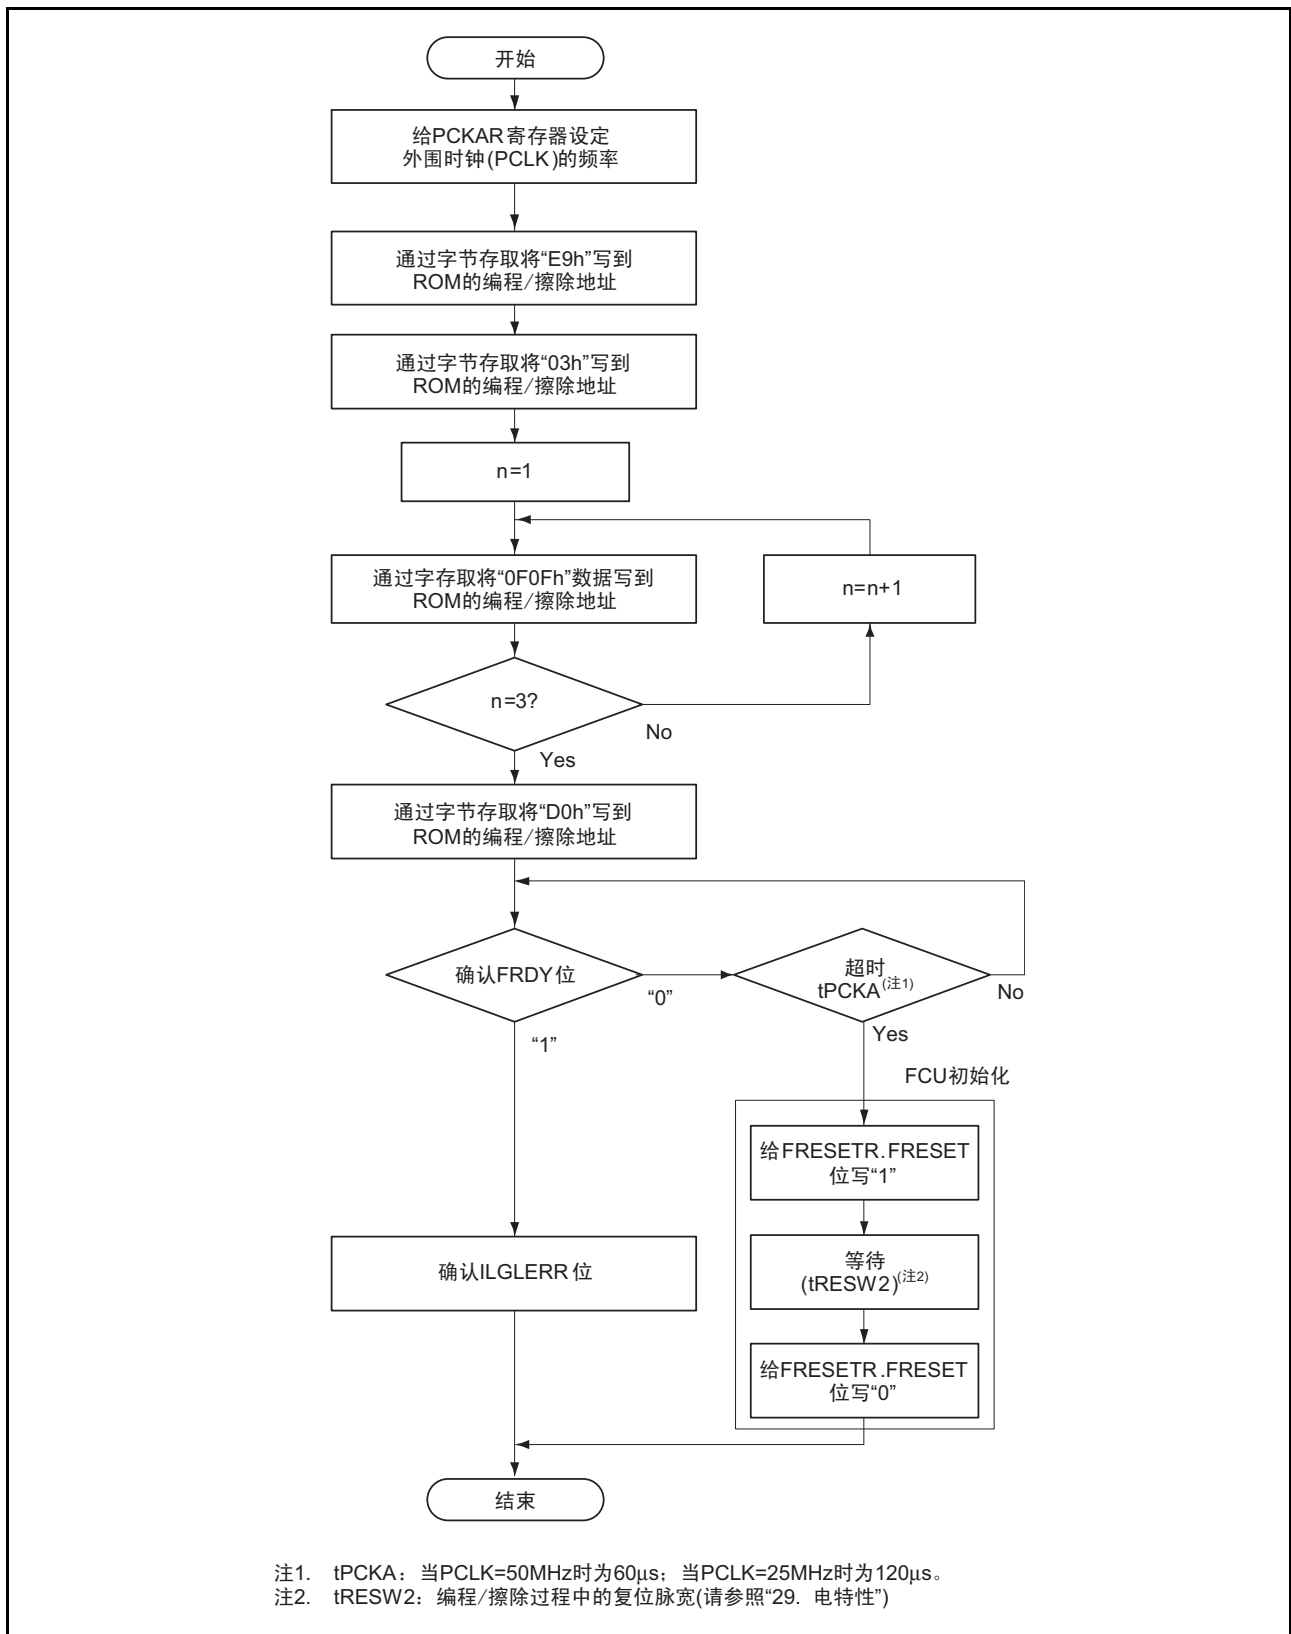 开始
给PCKAR寄存器设定
外围时钟(PCLK)的频率
通过字节存取将“E9h”写到
ROM的编程/擦除地址
通过字节存取将“03h”写到
ROM的编程/擦除地址
n=1
通过字存取将“0F0Fh”数据写到
ROM的编程/擦除地址
n=n+1
n=3?
No
Yes
通过字节存取将“D0h”写到
ROM的编程/擦除地址
确认FRDY位
“0”
“1”
超时
tPCKA(注1)
No
Yes
FCU初始化
给FRESETR.FRESET
位写“1”
等待
(tRESW2)(注2)
给FRESETR.FRESET
位写“0”
确认ILGLERR位
结束
注1. tPCKA：当PCLK=50MHz时为60μs；当PCLK=25MHz时为120μs。
注2. tRESW2：编程/擦除过程中的复位脉宽(请参照“29. 电特性”)